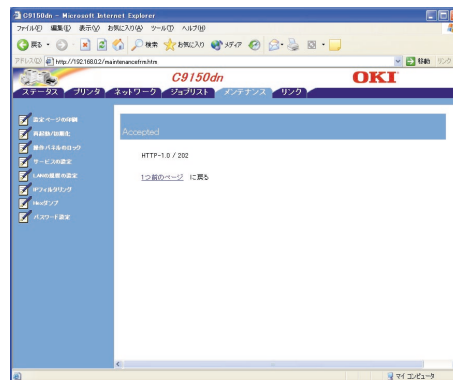 C9150dn - Microsoft Internet Explorer
ファイル(F) 編集(E) 表示(V) お気に入り(A) ツール(T) ヘルプ(H)
戻る 検索 お気に入り メディア
アドレス(D) http://192.168.0.2/maintenancefrm.htm 移動 リンク
C9150dn OKI
ステータス プリンタ ネットワーク ジョブリスト メンテナンス リンク
設定ページの印刷
再起動/初期化
操作パネルのロック
サービスの設定
LANの規模の設定
IPフィルタリング
Webサンプ
パスワード設定
Accepted
HTTP-1.0 / 202
1つ前のページ に戻る
マイ コンピュータ